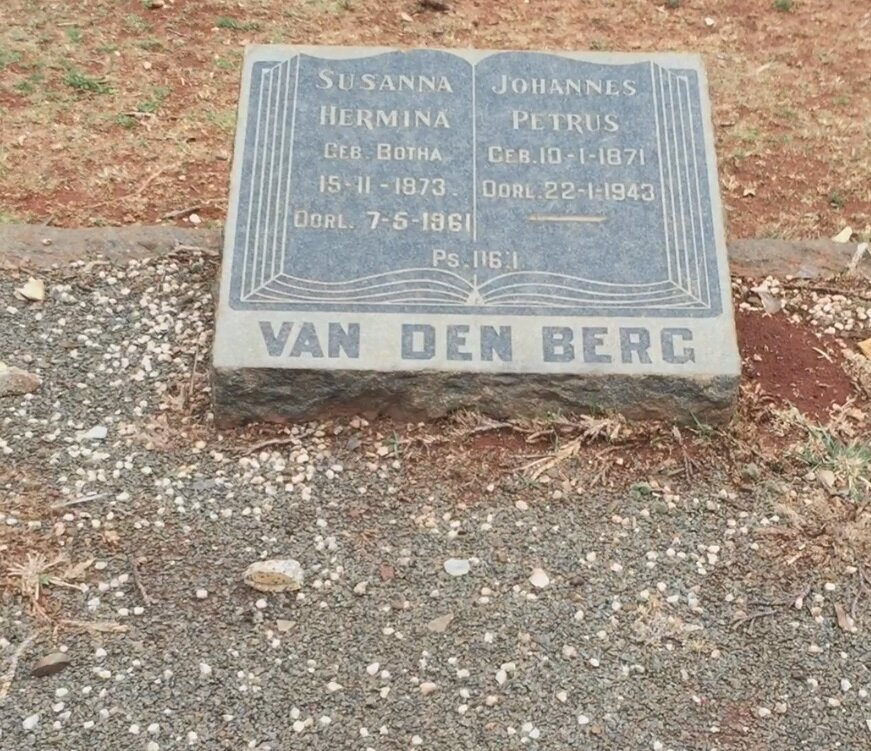 SUSANNA
HERMINA
GEB. BOTHA
15-11-1873.
OORL. 7-5-1961
JOHANNES
PETRUS
GEB. 10-1-1871
OORL. 22-1-1943
PS. 116:1
VAN DEN BERG